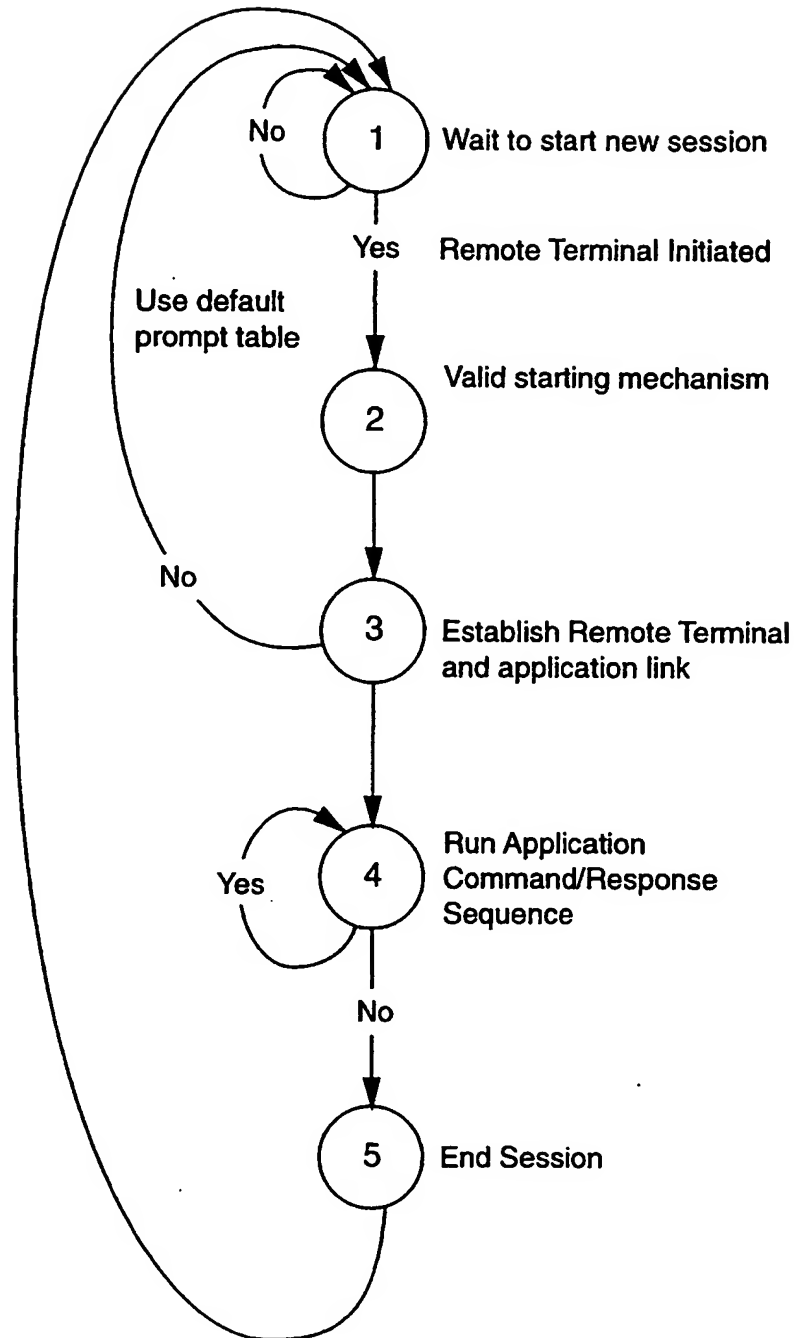 No
1
Wait to start new session
Yes
Remote Terminal Initiated
Use default
prompt table
Valid starting mechanism
2
No
3
Establish Remote Terminal
and application link
Run Application
Yes
4
Command/Response
Sequence
No
5
End Session